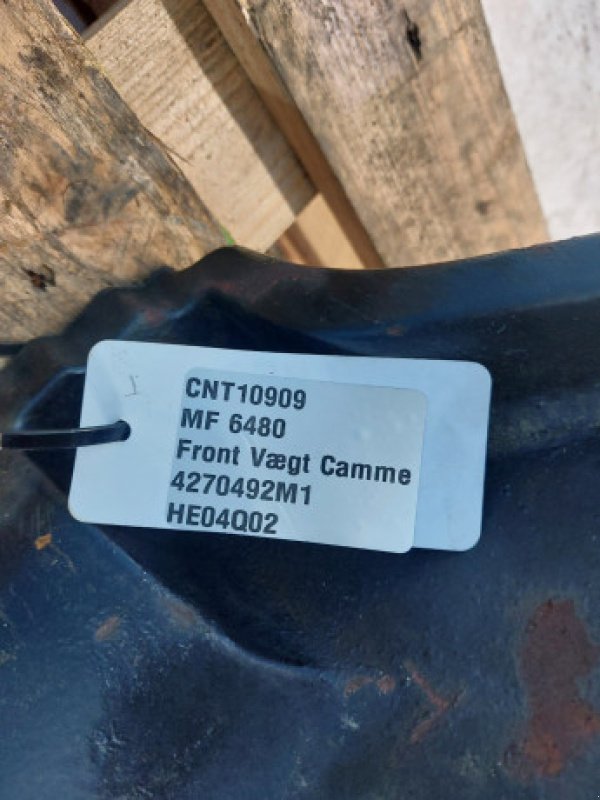 CNT10909
MF 6480
Front Vægt Camme
4270492M1
HE04Q02